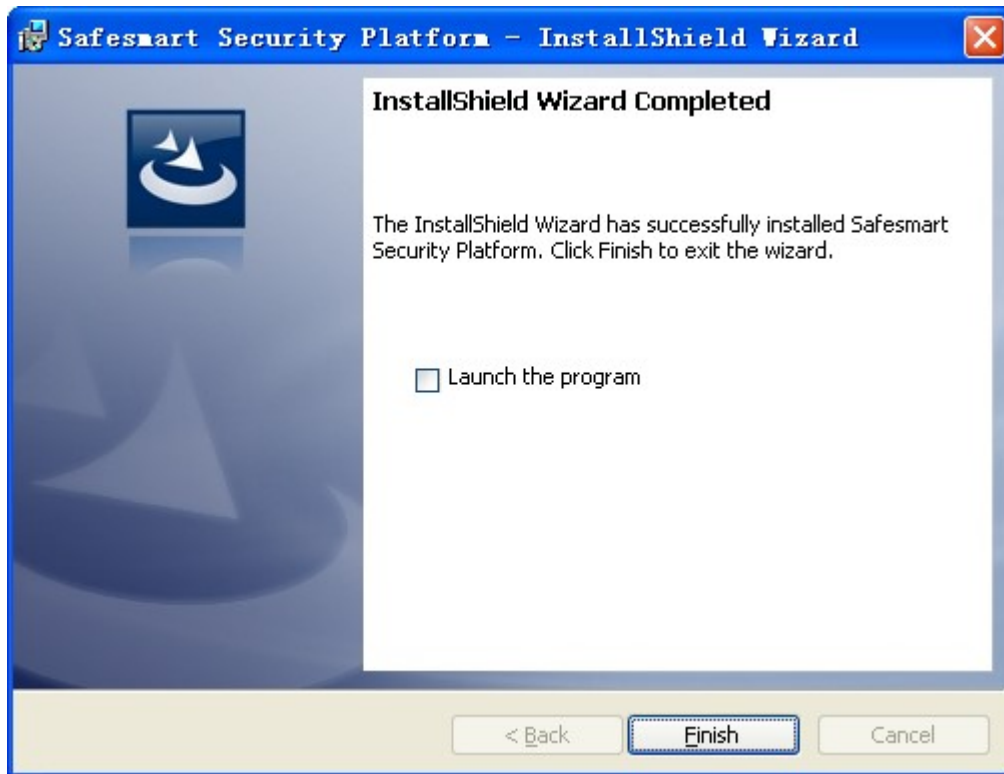 Safesmart Security Platform - InstallShield Wizard
InstallShield Wizard Completed
The InstallShield Wizard has successfully installed Safesmart
Security Platform. Click Finish to exit the wizard.
Launch the program
< Back Finish Cancel